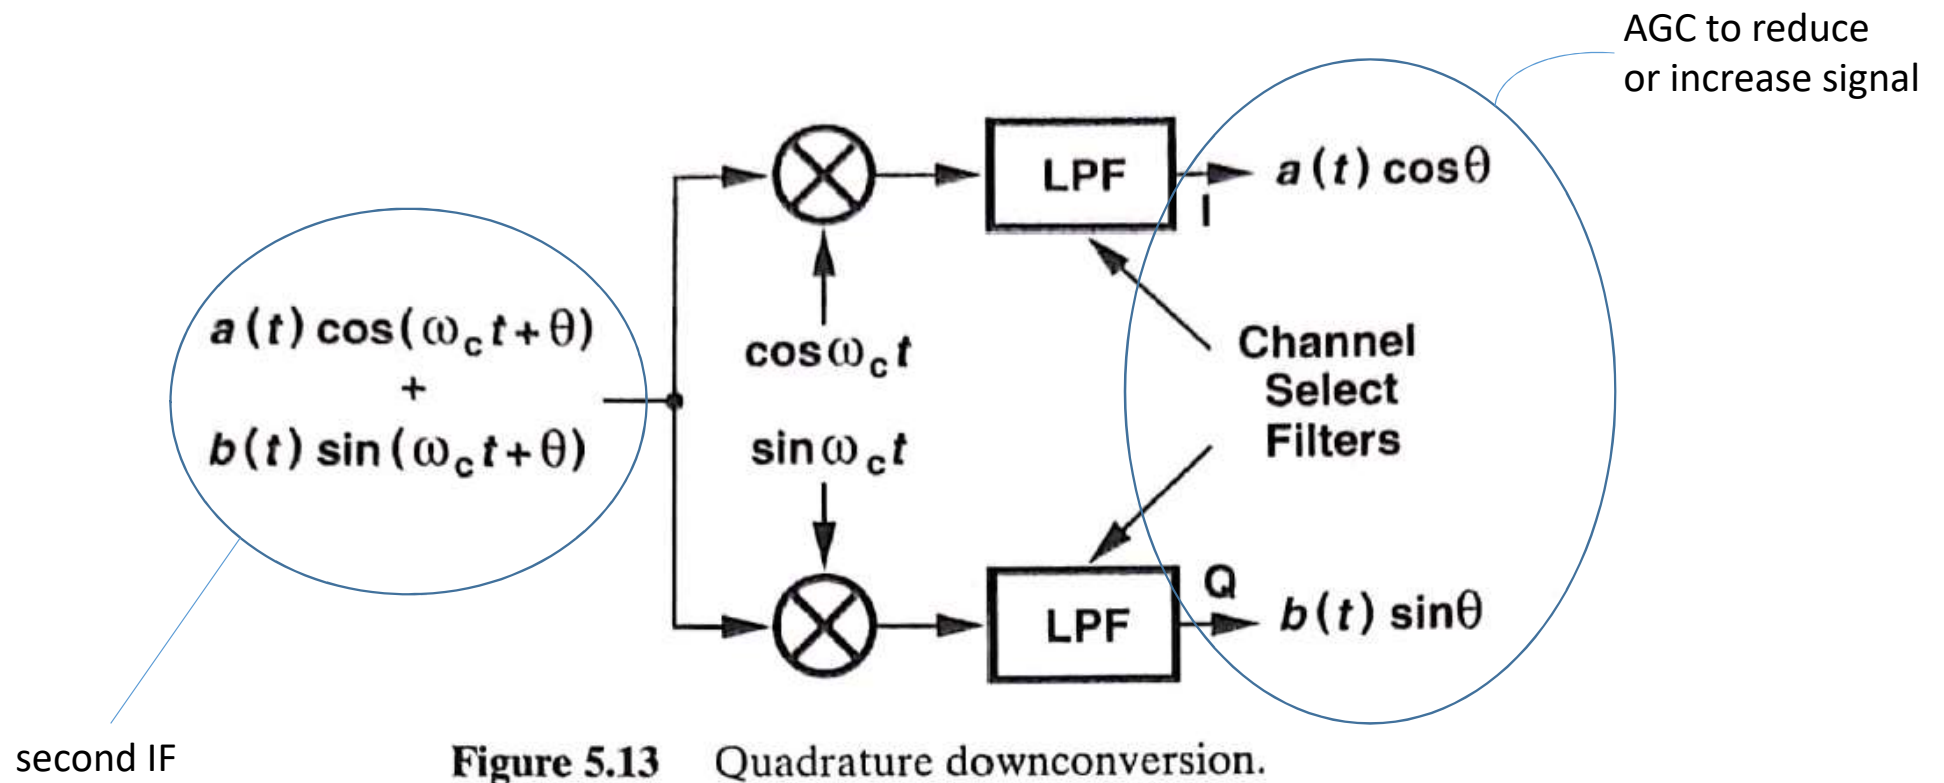 AGC to reduce
or increase signal
LPF
a(t) cosθ
I
a(t) cos(ω_c t + θ)
+
b(t) sin(ω_c t + θ)
cosω_c t
sinω_c t
Channel
Select
Filters
LPF
Q
b(t) sinθ
second IF
Figure 5.13 Quadrature downconversion.